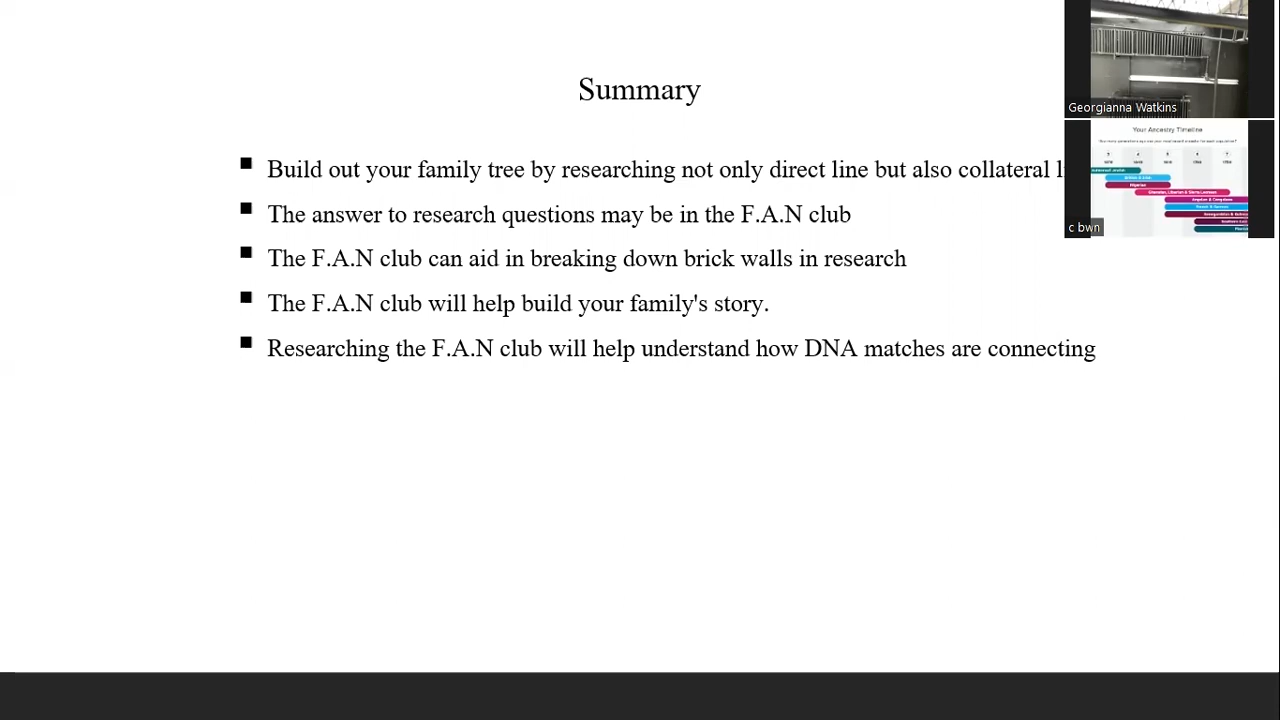 Summary
Build out your family tree by researching not only direct line but also collateral
The answer to research questions may be in the F.A.N club
The F.A.N club can aid in breaking down brick walls in research
The F.A.N club will help build your family's story.
Researching the F.A.N club will help understand how DNA matches are connecting
Georgianna Watkins
Your Ancestry Timeline
c bwn